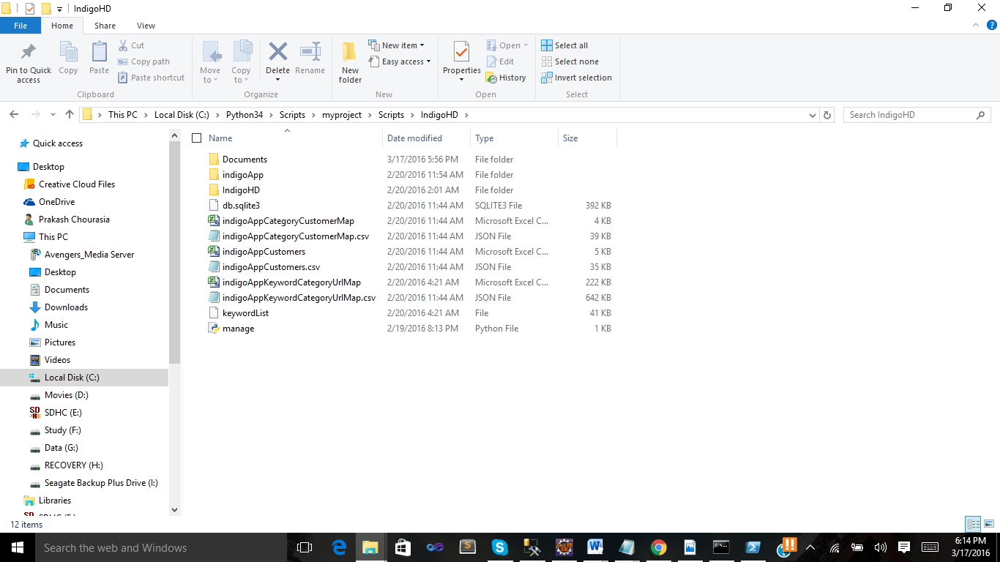 IndigoHD
File Home Share View
Pin to Quick access
Copy
Paste
Cut
Copy path
Paste shortcut
Clipboard
Move to
Copy to
Delete
Rename
Organize
New folder
New item
Easy access
New
Properties
Open
Edit
History
Open
Select all
Select none
Invert selection
Select
This PC > Local Disk (C:) > Python34 > Scripts > myproject > Scripts > IndigoHD >
Search IndigoHD
Quick access
Desktop
Creative Cloud Files
OneDrive
Prakash Chourasia
This PC
Avengers_Media Server
Desktop
Documents
Downloads
Music
Pictures
Videos
Local Disk (C:)
Movies (D:)
SDHC (E:)
Study (F:)
Data (G:)
RECOVERY (H:)
Seagate Backup Plus Drive (I:)
Libraries
Name Date modified Type Size
Documents 3/17/2016 5:56 PM File folder
indigoApp 2/20/2016 11:54 AM File folder
IndigoHD 2/20/2016 2:01 AM File folder
db.sqlite3 2/20/2016 11:44 AM SQLITE3 File 392 KB
indigoAppCategoryCustomerMap 2/20/2016 11:44 AM Microsoft Excel C... 4 KB
indigoAppCategoryCustomerMap.csv 2/20/2016 11:44 AM JSON File 39 KB
indigoAppCustomers 2/20/2016 11:44 AM Microsoft Excel C... 5 KB
indigoAppCustomers.csv 2/20/2016 11:44 AM JSON File 35 KB
indigoAppKeywordCategoryUrlMap 2/20/2016 4:21 AM Microsoft Excel C... 222 KB
indigoAppKeywordCategoryUrlMap.csv 2/20/2016 11:44 AM JSON File 642 KB
keywordList 2/20/2016 4:21 AM File 41 KB
manage 2/19/2016 8:13 PM Python File 1 KB
12 items
Search the web and Windows
6:14 PM
3/17/2016